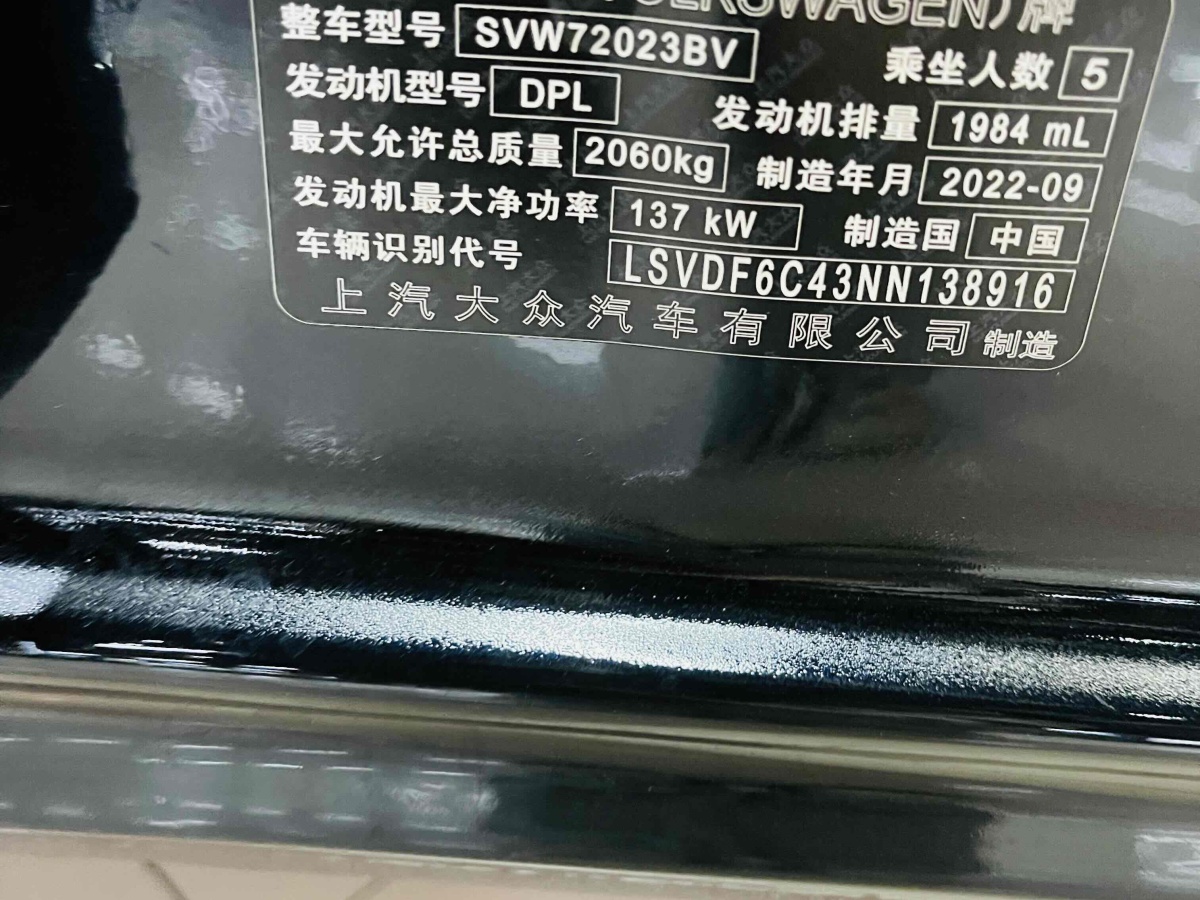 VOLKSWAGEN)牌
整车型号 SVW72023BV 乘坐人数 5
发动机型号 DPL 发动机排量 1984 mL
最大允许总质量 2060kg 制造年月 2022-09
发动机最大净功率 137 kW 制造国 中国
车辆识别代号 LSVDF6C43NN138916
上汽大众汽车有限公司 制造